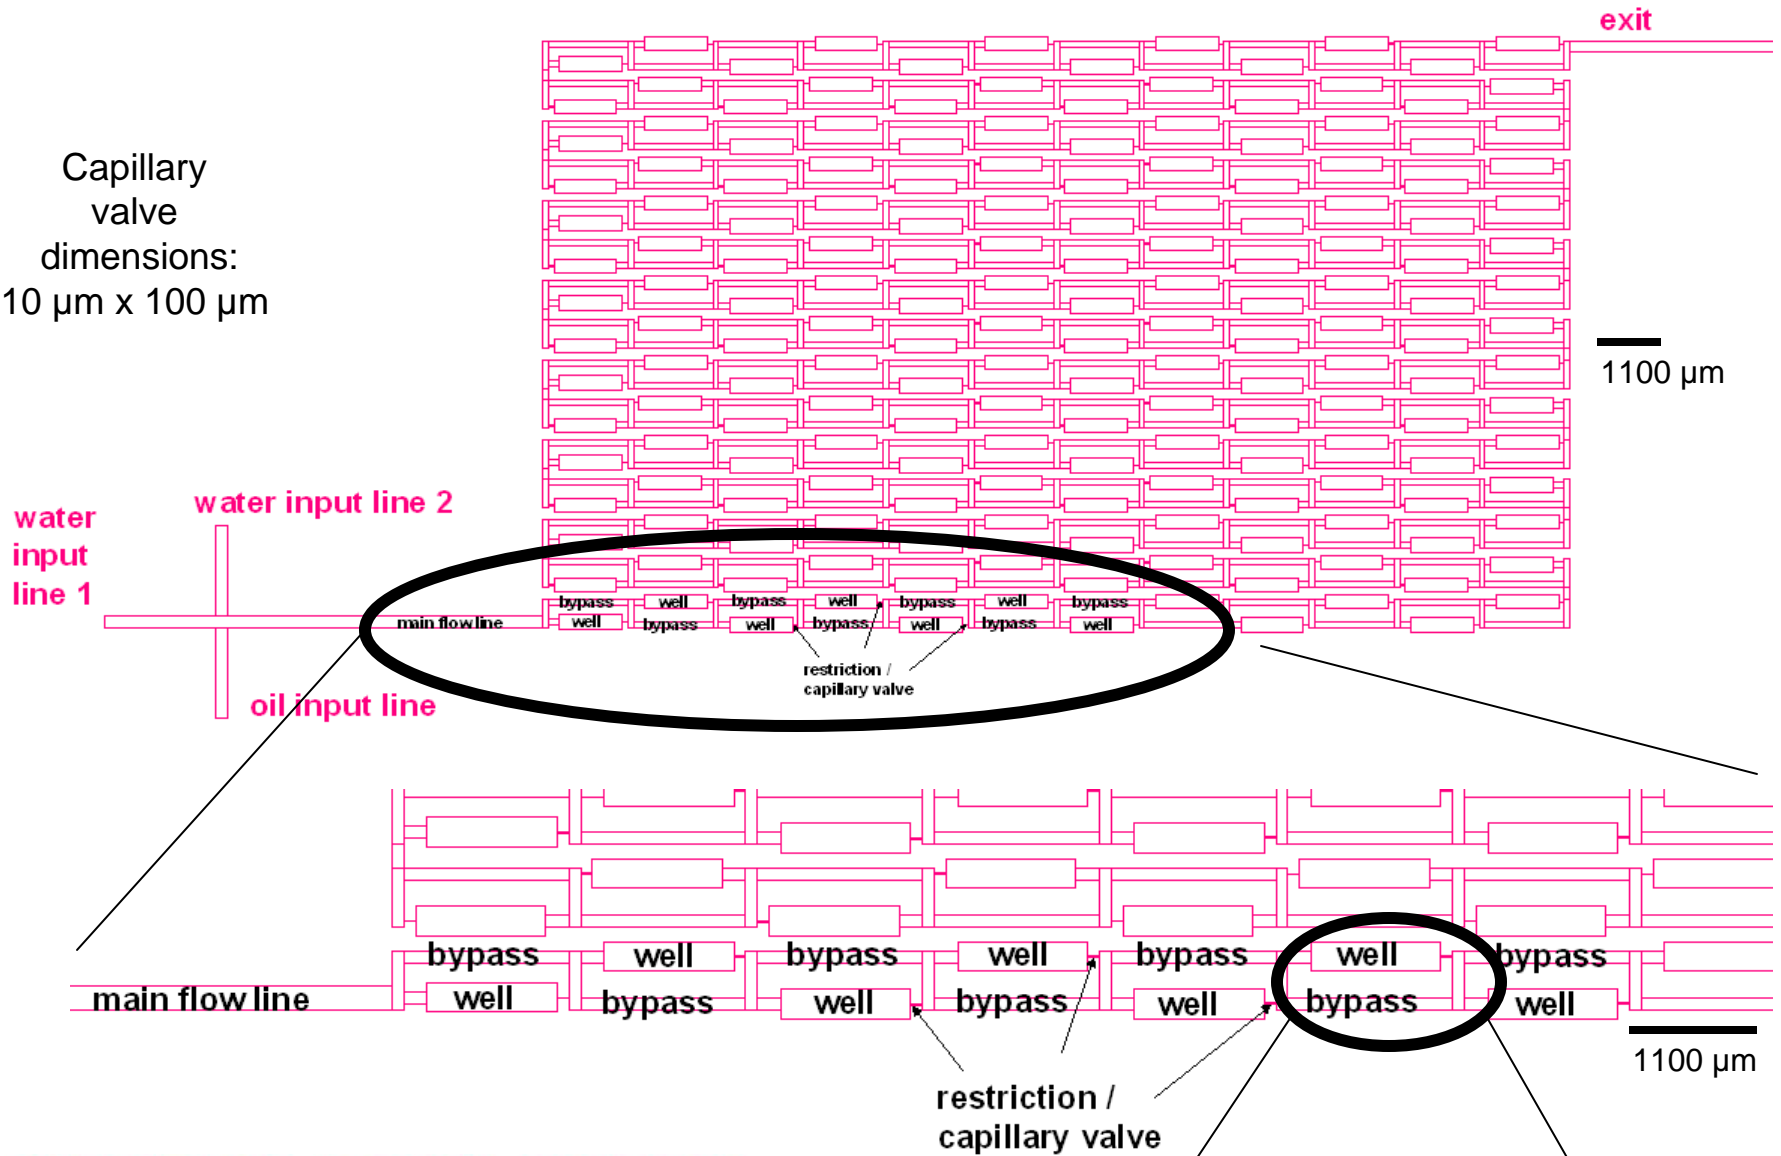 exit
Capillary
valve
dimensions:
10 µm x 100 µm
1100 µm
water input line 2
water
input
line 1
bypass well bypass well bypass well bypass
main flow line well bypass well bypass well bypass well
restriction /
capillary valve
oil input line
bypass well bypass well bypass well bypass
main flow line well bypass well bypass well bypass well
1100 µm
restriction /
capillary valve